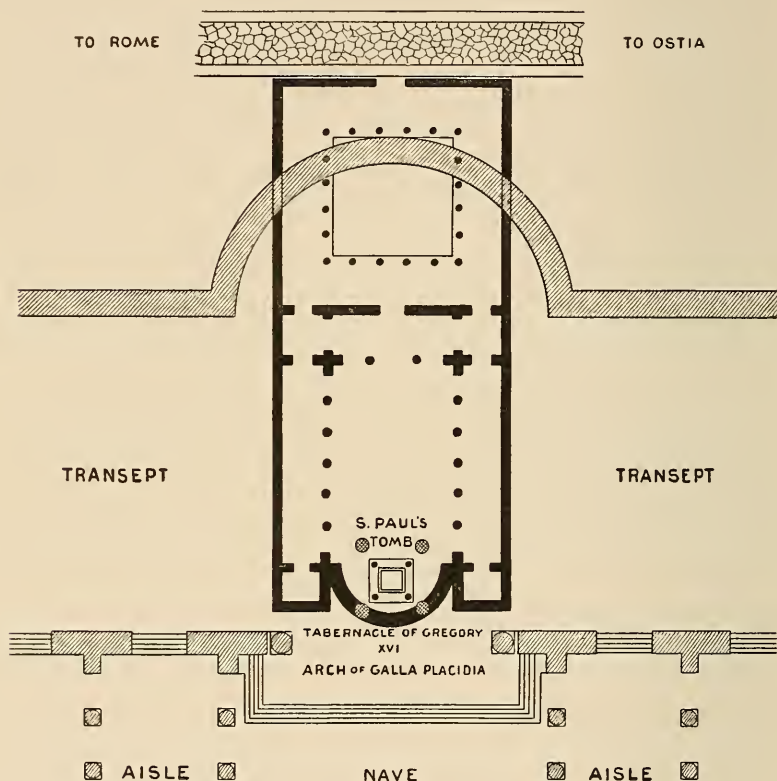 TO ROME
TO OSTIA
TRANSEPT
TRANSEPT
S. PAUL'S
TOMB
TABERNACLE OF GREGORY
XVI
ARCH OF GALLA PLACIDIA
AISLE
NAVE
AISLE